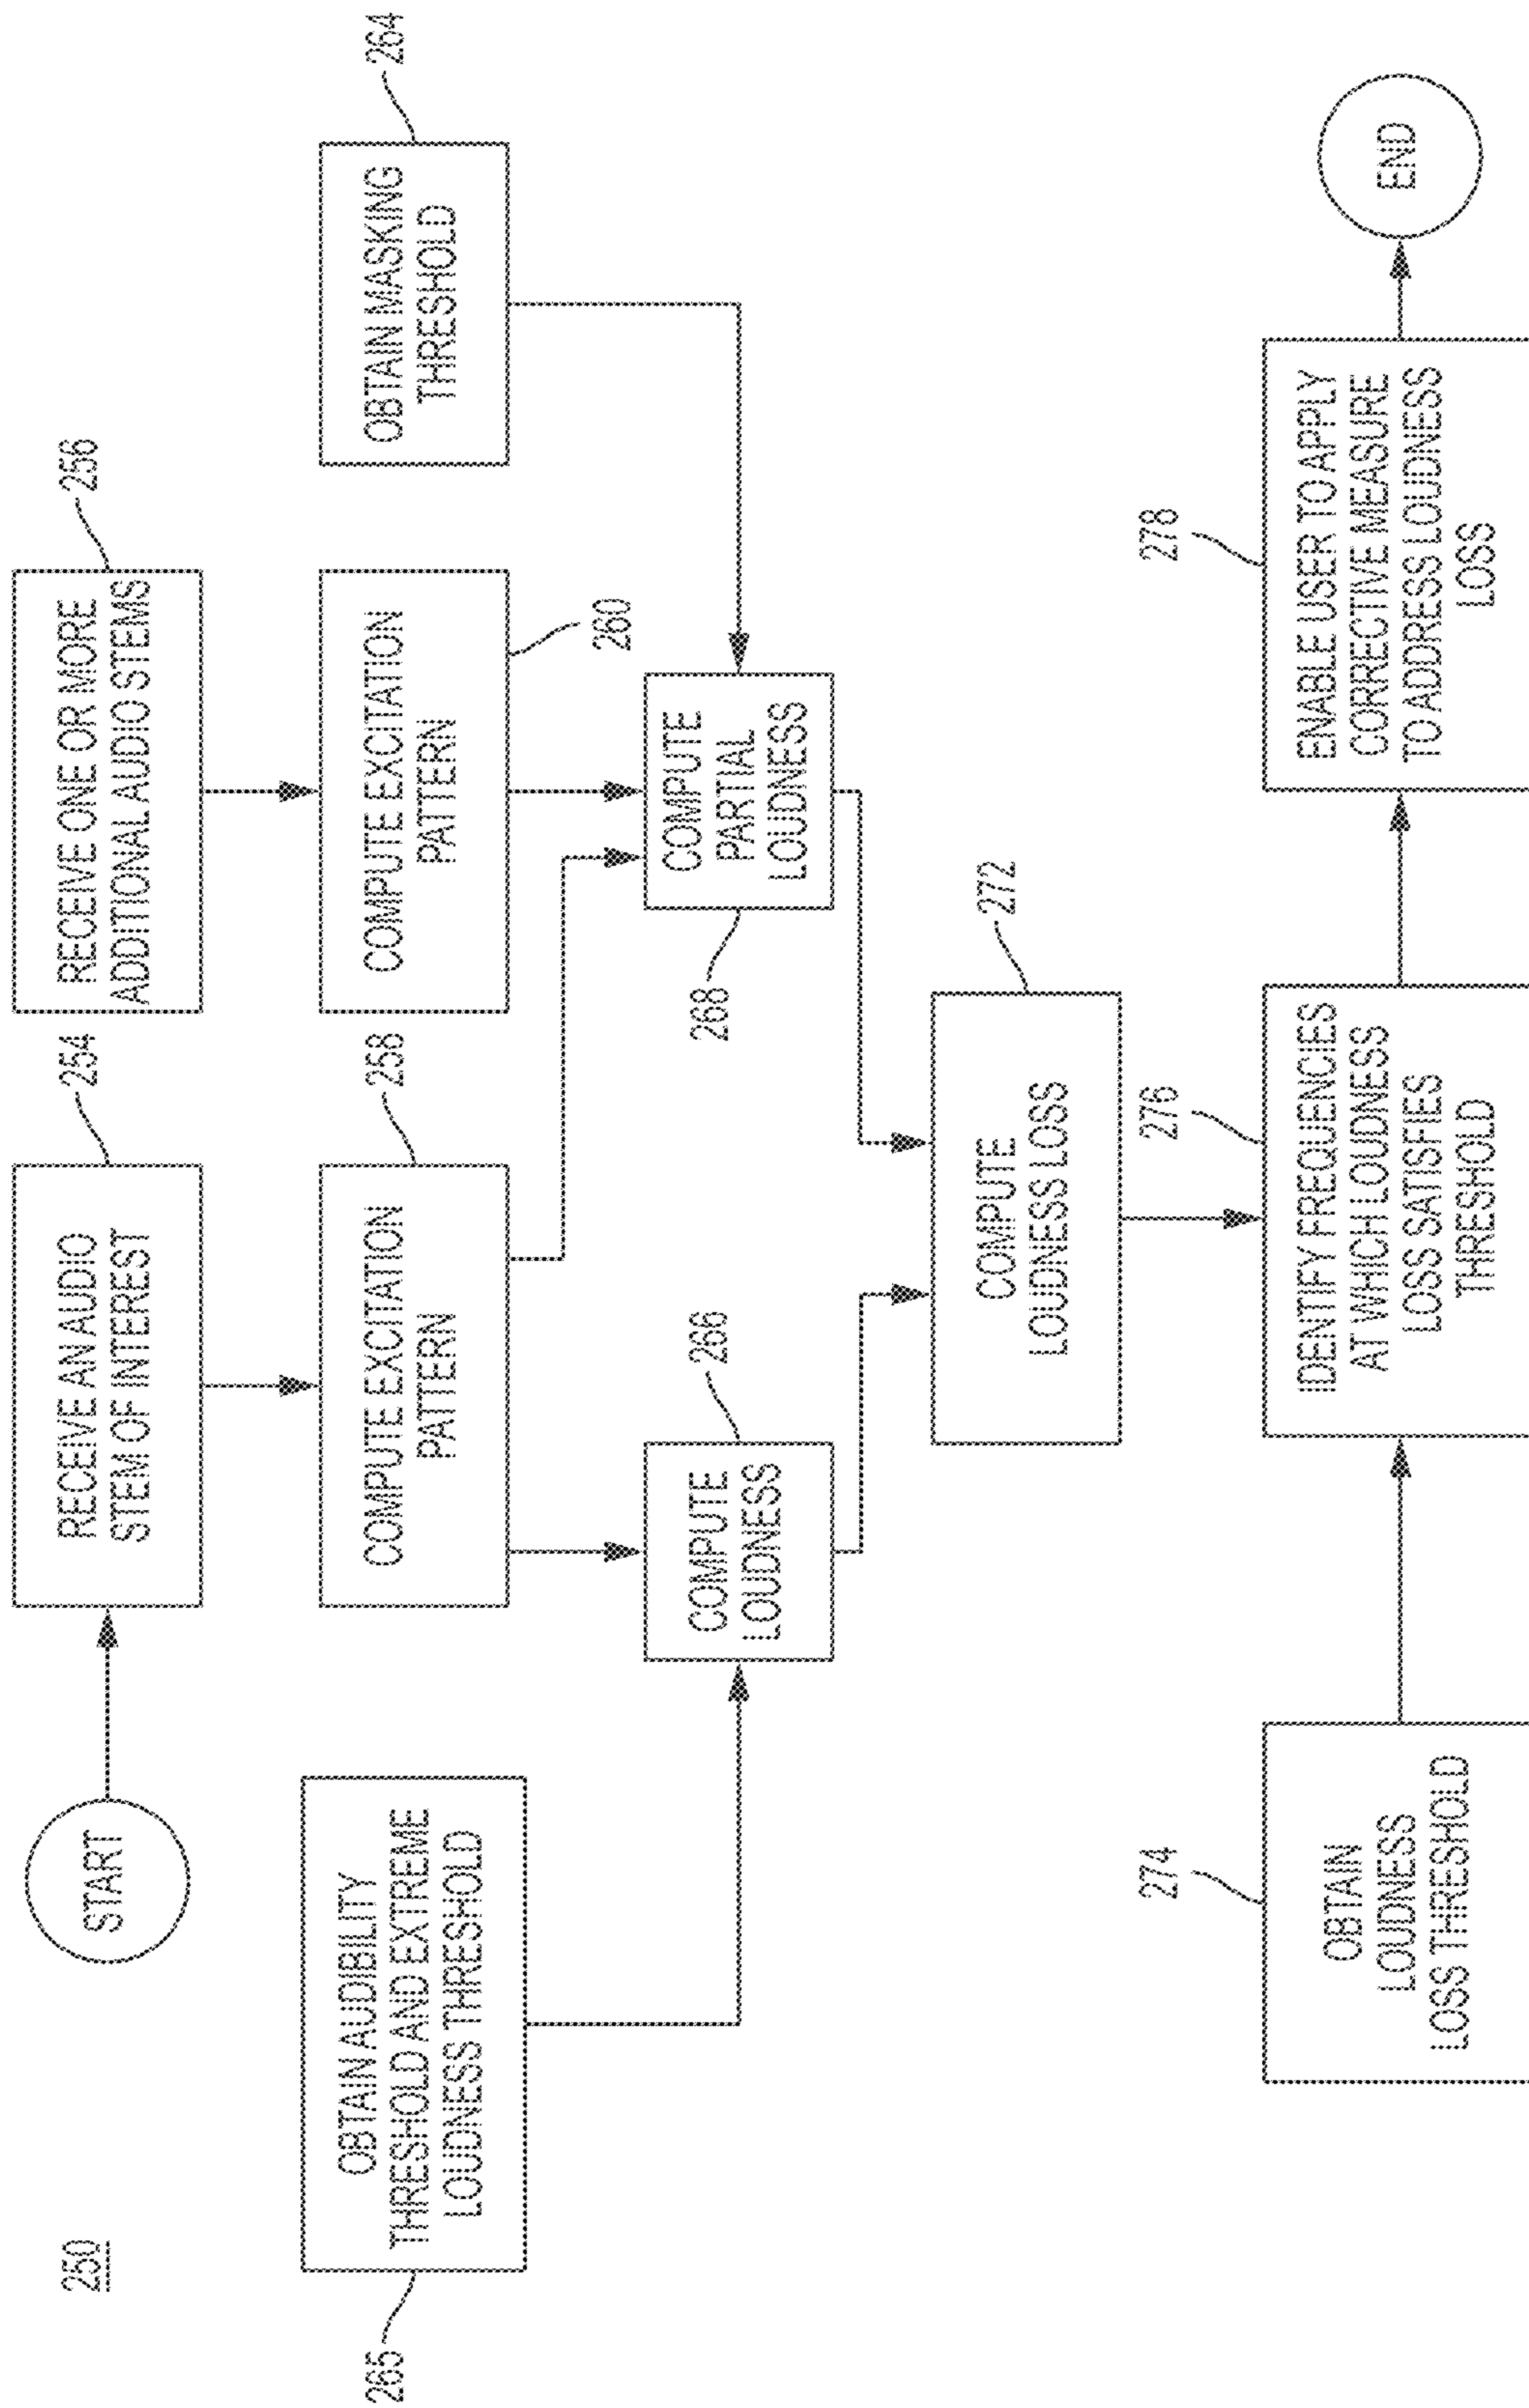 250
START
RECEIVE AN AUDIO
STEM OF INTEREST
254
RECEIVE ONE OR MORE
ADDITIONAL AUDIO STEMS
256
265
OBTAIN AUDIBILITY
THRESHOLD AND EXTREME
LOUDNESS THRESHOLD
COMPUTE EXCITATION
PATTERN
258
COMPUTE EXCITATION
PATTERN
260
OBTAIN MASKING
THRESHOLD
264
COMPUTE
LOUDNESS
266
COMPUTE
PARTIAL
LOUDNESS
268
COMPUTE
LOUDNESS LOSS
272
OBTAIN
LOUDNESS
LOSS THRESHOLD
274
IDENTIFY FREQUENCIES
AT WHICH LOUDNESS
LOSS SATISFIES
THRESHOLD
276
ENABLE USER TO APPLY
CORRECTIVE MEASURE
TO ADDRESS LOUDNESS
LOSS
278
END